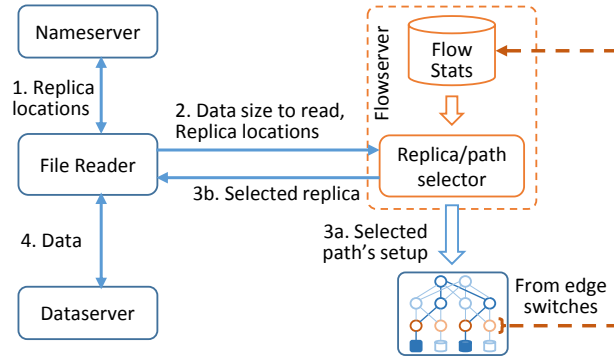 Nameserver
1. Replica
locations
File Reader
4. Data
Dataserver
2. Data size to read,
Replica locations
3b. Selected replica
Flowserver
Flow
Stats
Replica/path
selector
3a. Selected
path's setup
From edge
switches